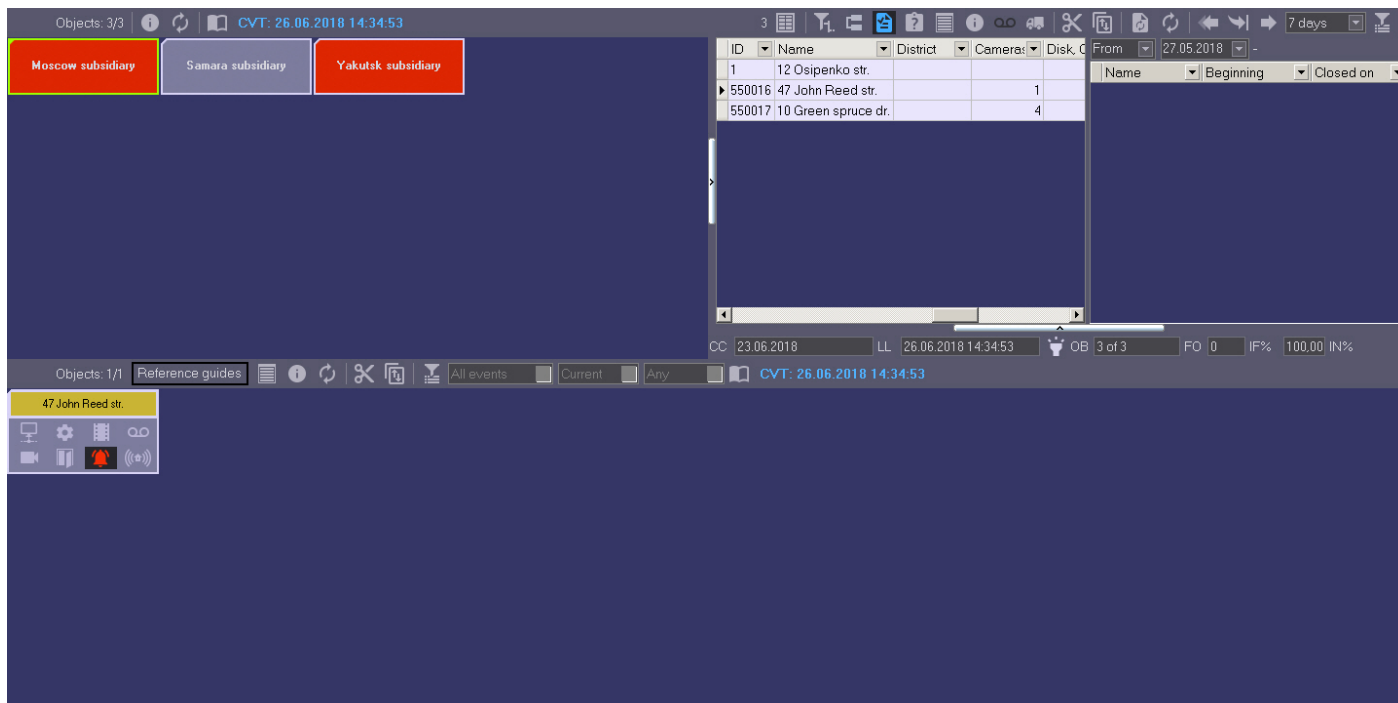 Objects: 3/3 CVT: 26.06.2018 14:34:53
3 7 days
Moscow subsidiary Samara subsidiary Yakutsk subsidiary
ID Name District Cameras Disk, From 27.05.2018 -
1 12 Osipenko str.
Name Beginning Closed on
550016 47 John Reed str. 1
550017 10 Green spruce dr. 4
CC 23.06.2018 LL 26.06.2018 14:34:53 OB 3 of 3 FO 0 IF% 100,00 IN%
Objects: 1/1 Reference guides All events Current Any CVT: 26.06.2018 14:34:53
47 John Reed str.